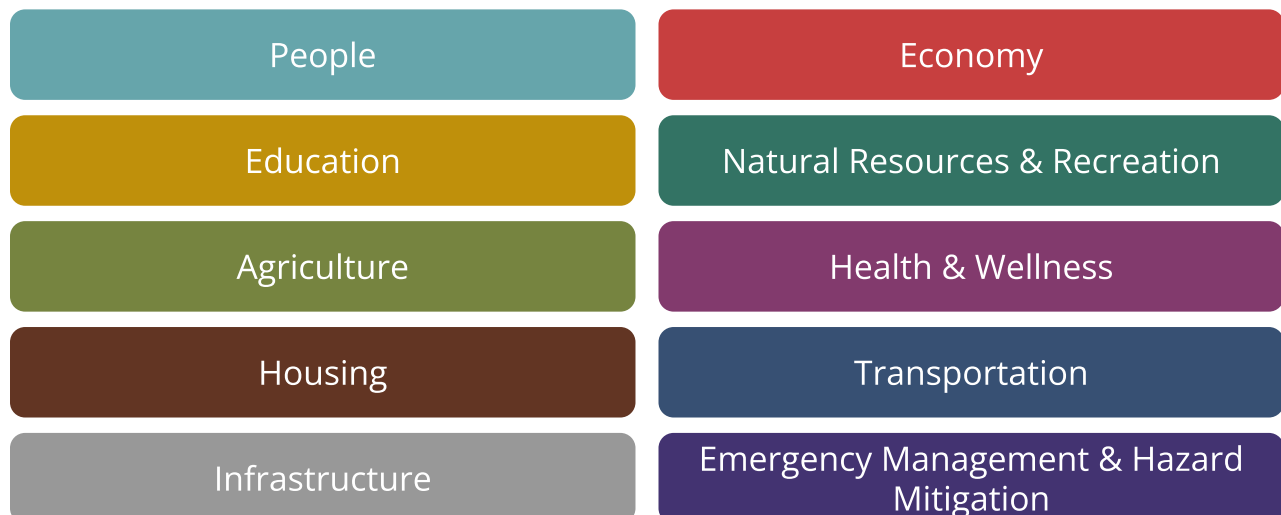 People
Economy
Education
Natural Resources & Recreation
Agriculture
Health & Wellness
Housing
Transportation
Infrastructure
Emergency Management & Hazard
Mitigation